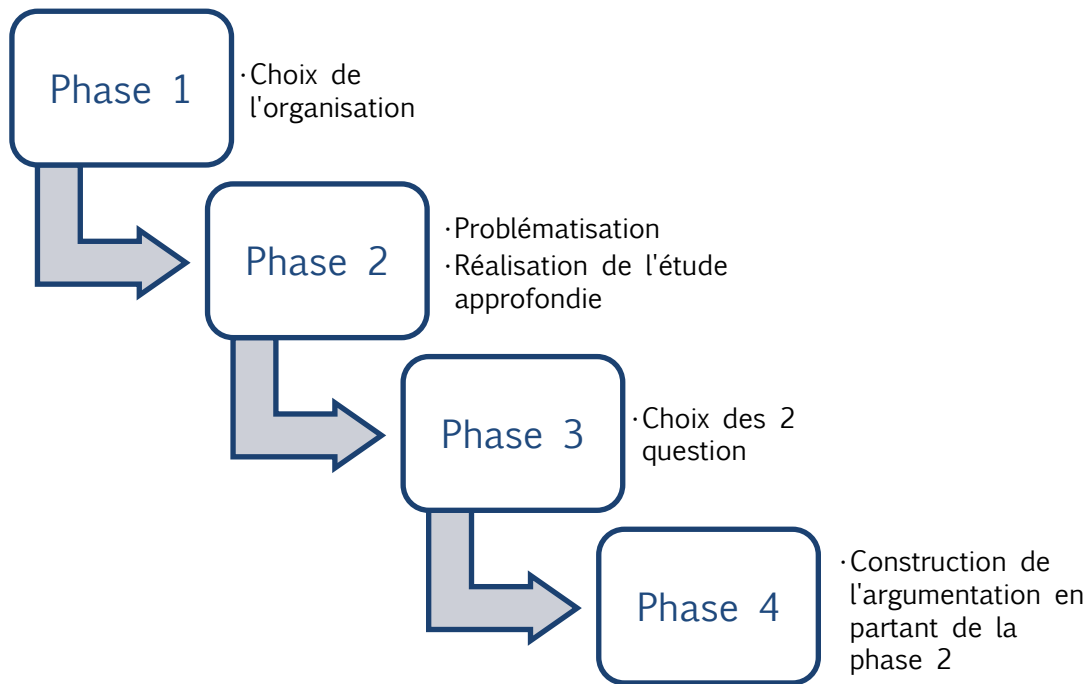 Phase 1
·Choix de
l'organisation
Phase 2
·Problématisation
·Réalisation de l'étude
approfondie
Phase 3
·Choix des 2
question
Phase 4
·Construction de
l'argumentation en
partant de la
phase 2